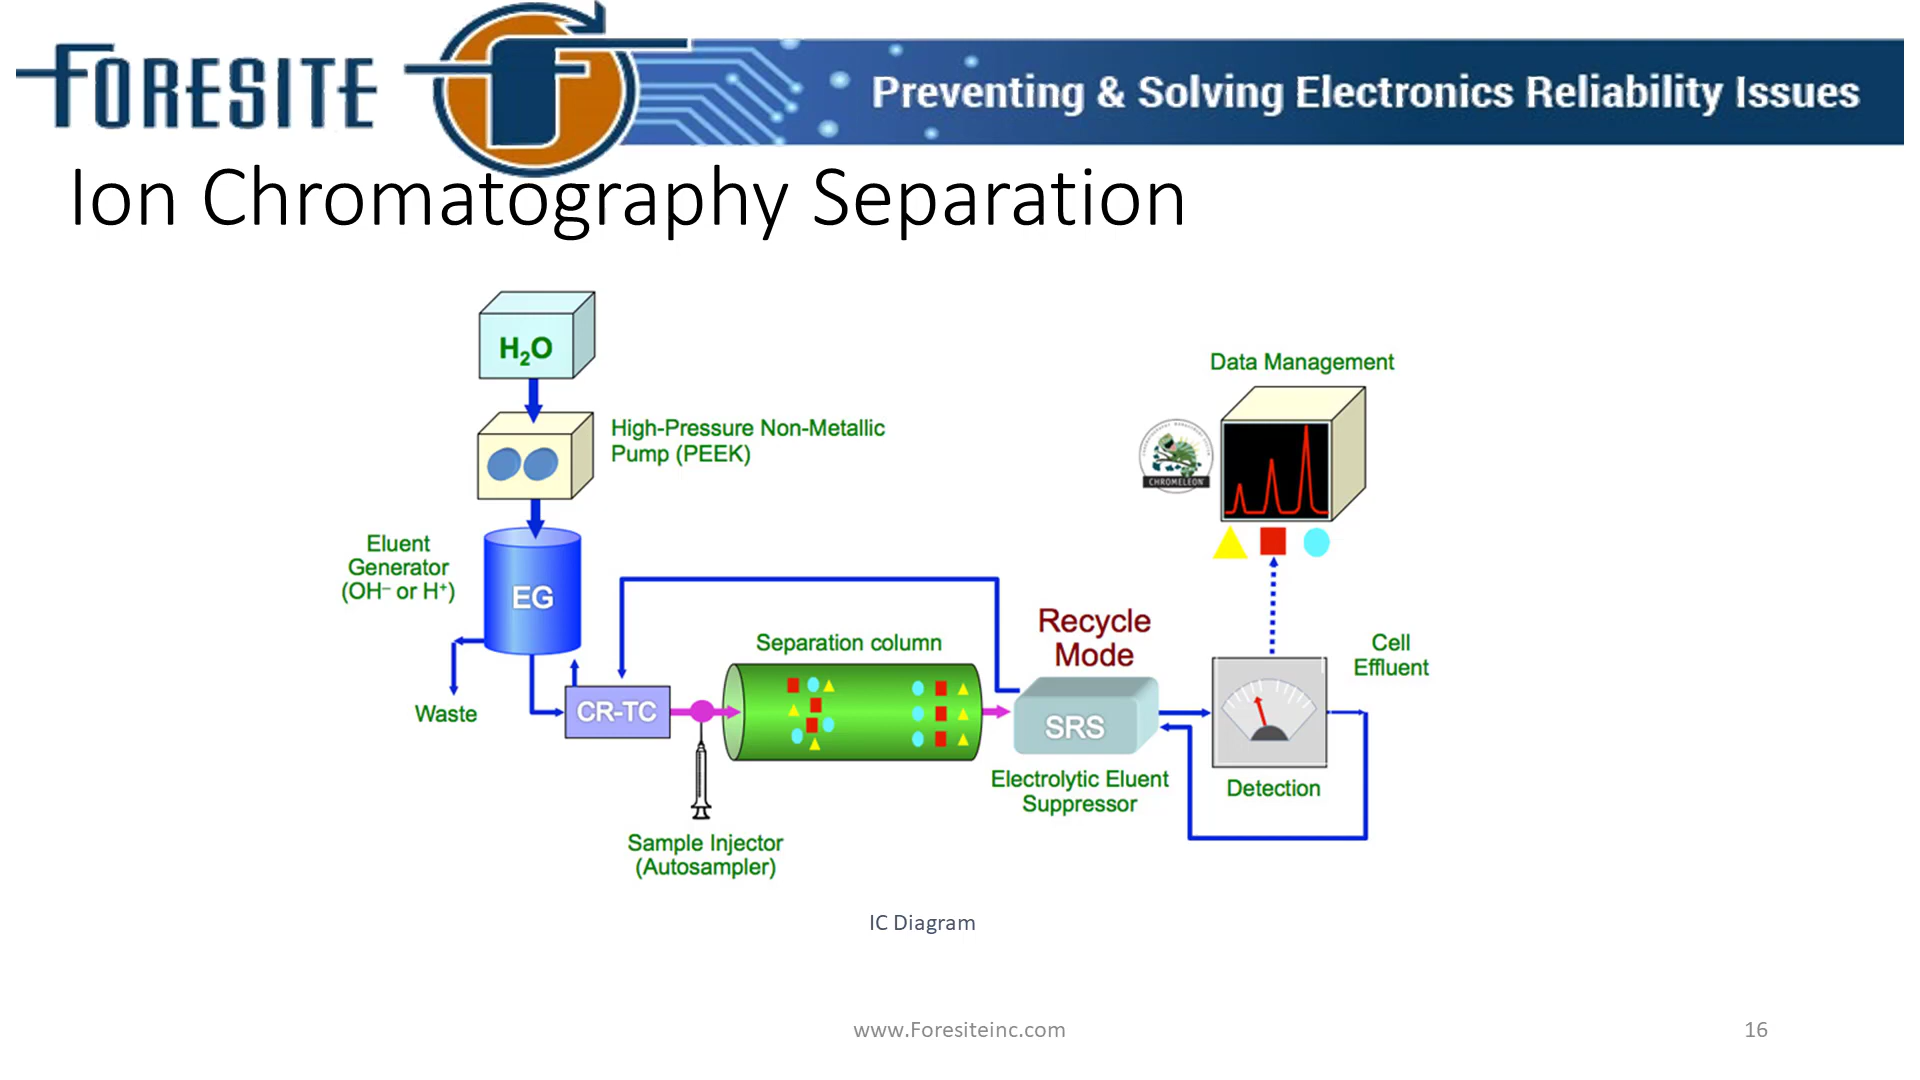 FORESITE
Preventing & Solving Electronics Reliability Issues
Ion Chromatography Separation
H₂O
High-Pressure Non-Metallic
Pump (PEEK)
Eluent
Generator
(OH⁻ or H⁺)
EG
Waste
CR-TC
Sample Injector
(Autosampler)
Separation column
Recycle
Mode
SRS
Electrolytic Eluent
Suppressor
Data Management
CHROMELEON
Cell
Effluent
Detection
IC Diagram
www.Foresiteinc.com
16